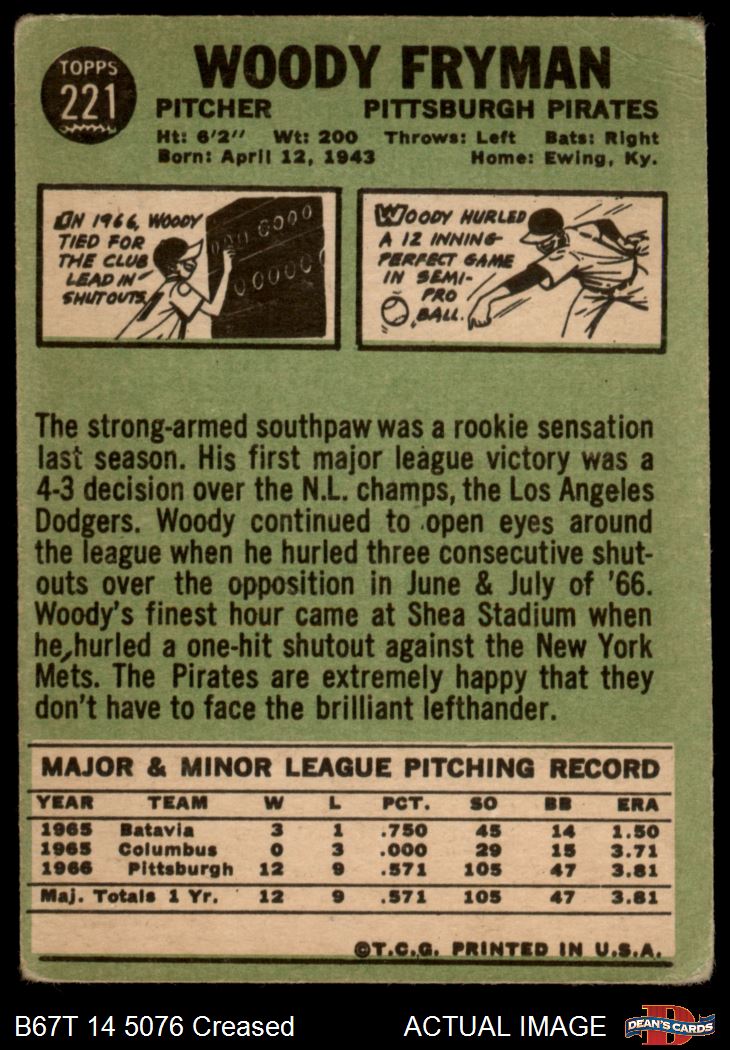 TOPPS
221
WOODY FRYMAN
PITCHER PITTSBURGH PIRATES
Ht: 6'2" Wt: 200 Throws: Left Bats: Right
Born: April 12, 1943 Home: Ewing, Ky.
IN 1966, WOODY
TIED FOR
THE CLUB
LEAD IN
SHUTOUTS.
WOODY HURLED
A 12 INNING
PERFECT GAME
IN SEMI-
PRO
BALL.
The strong-armed southpaw was a rookie sensation
last season. His first major league victory was a
4-3 decision over the N.L. champs, the Los Angeles
Dodgers. Woody continued to open eyes around
the league when he hurled three consecutive shut-
outs over the opposition in June & July of '66.
Woody's finest hour came at Shea Stadium when
he hurled a one-hit shutout against the New York
Mets. The Pirates are extremely happy that they
don't have to face the brilliant lefthander.
MAJOR & MINOR LEAGUE PITCHING RECORD
YEAR TEAM W L PCT. SO BB ERA
1965 Batavia 3 1 .750 45 14 1.50
1965 Columbus 0 3 .000 29 15 3.71
1966 Pittsburgh 12 9 .571 105 47 3.81
Maj. Totals 1 Yr. 12 9 .571 105 47 3.81
©T.C.G. PRINTED IN U.S.A.
B67T 14 5076 Creased ACTUAL IMAGE
DEAN'S CARDS